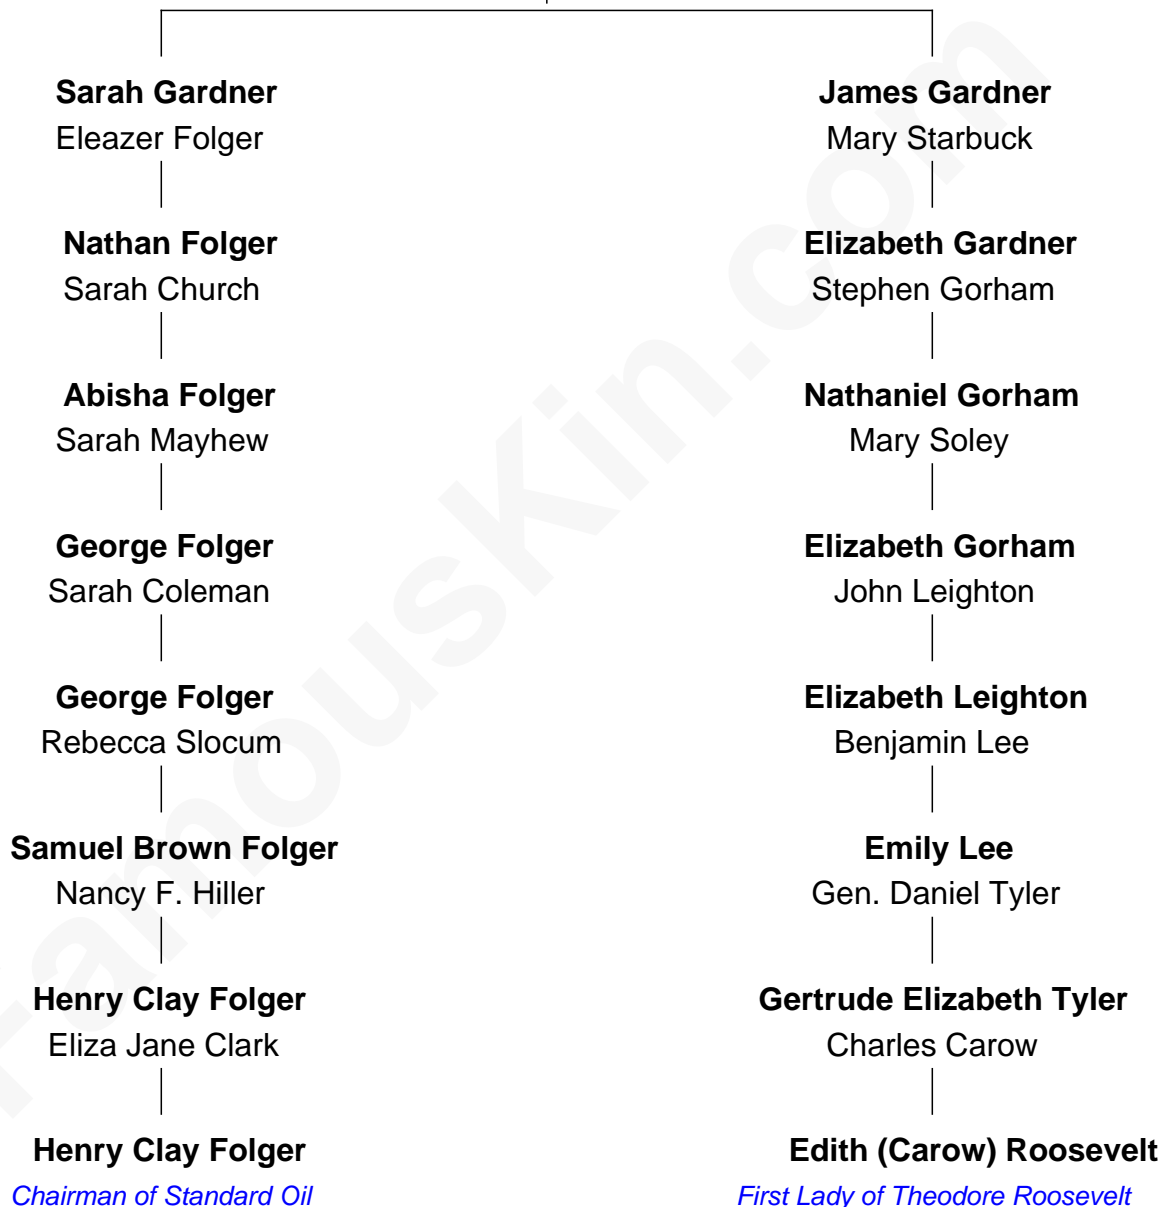 Sarah Gardner
Eleazer Folger
James Gardner
Mary Starbuck
Nathan Folger
Sarah Church
Elizabeth Gardner
Stephen Gorham
Abisha Folger
Sarah Mayhew
Nathaniel Gorham
Mary Soley
George Folger
Sarah Coleman
Elizabeth Gorham
John Leighton
George Folger
Rebecca Slocum
Elizabeth Leighton
Benjamin Lee
Samuel Brown Folger
Nancy F. Hiller
Emily Lee
Gen. Daniel Tyler
Henry Clay Folger
Eliza Jane Clark
Gertrude Elizabeth Tyler
Charles Carow
Henry Clay Folger
Chairman of Standard Oil
Edith (Carow) Roosevelt
First Lady of Theodore Roosevelt
FamousKin.com